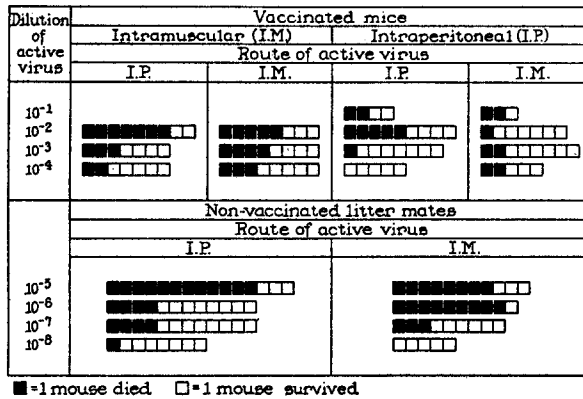 Dilution of active virus
Vaccinated mice
Intramuscular (I.M.) Intraperitoneal (I.P.)
Route of active virus
I.P. I.M. I.P. I.M.
10⁻¹
10⁻²
10⁻³
10⁻⁴
Non-vaccinated litter mates
Route of active virus
I.P. I.M.
10⁻⁵
10⁻⁶
10⁻⁷
10⁻⁸
■=1 mouse died □=1 mouse survived